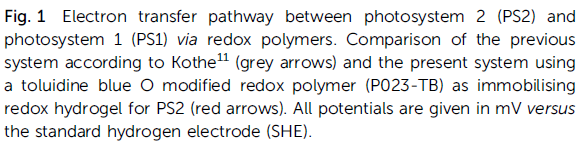 Fig. 1 Electron transfer pathway between photosystem 2 (PS2) and
photosystem 1 (PS1) via redox polymers. Comparison of the previous
system according to Kothe11 (grey arrows) and the present system using
a toluidine blue O modified redox polymer (P023-TB) as immobilising
redox hydrogel for PS2 (red arrows). All potentials are given in mV versus
the standard hydrogen electrode (SHE).